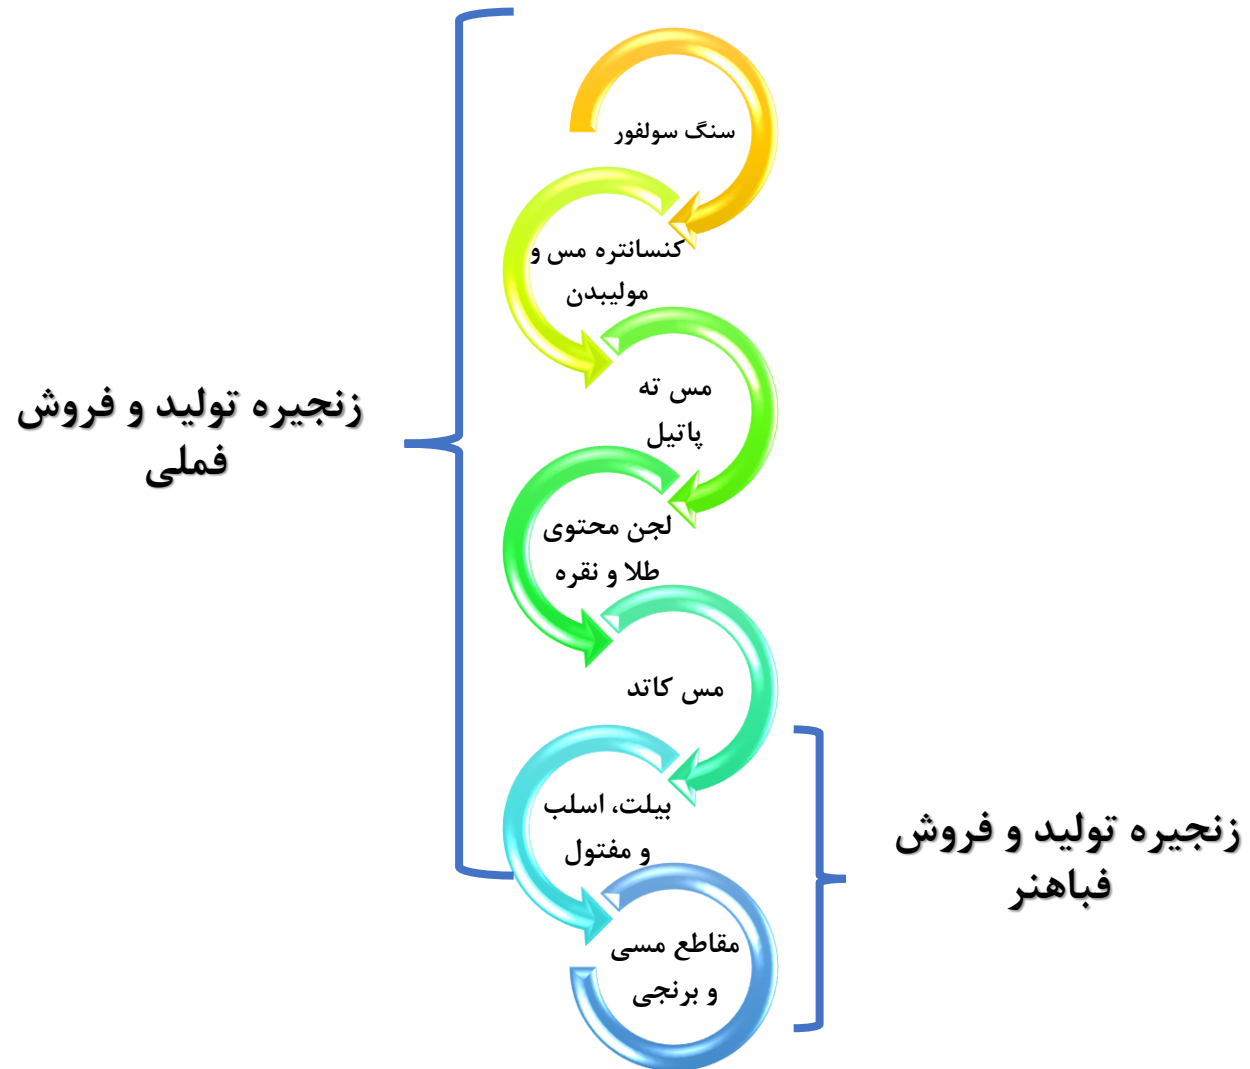 سنگ سولفور
کنسانتره مس و
مولیبدن
مس ته
پاتیل
لجن محتوی
طلا و نقره
مس کاتد
بیلت، اسلب
و مفتول
مقاطع مسی
و برنجی
زنجیره تولید و فروش
فملی
زنجیره تولید و فروش
فباهنر